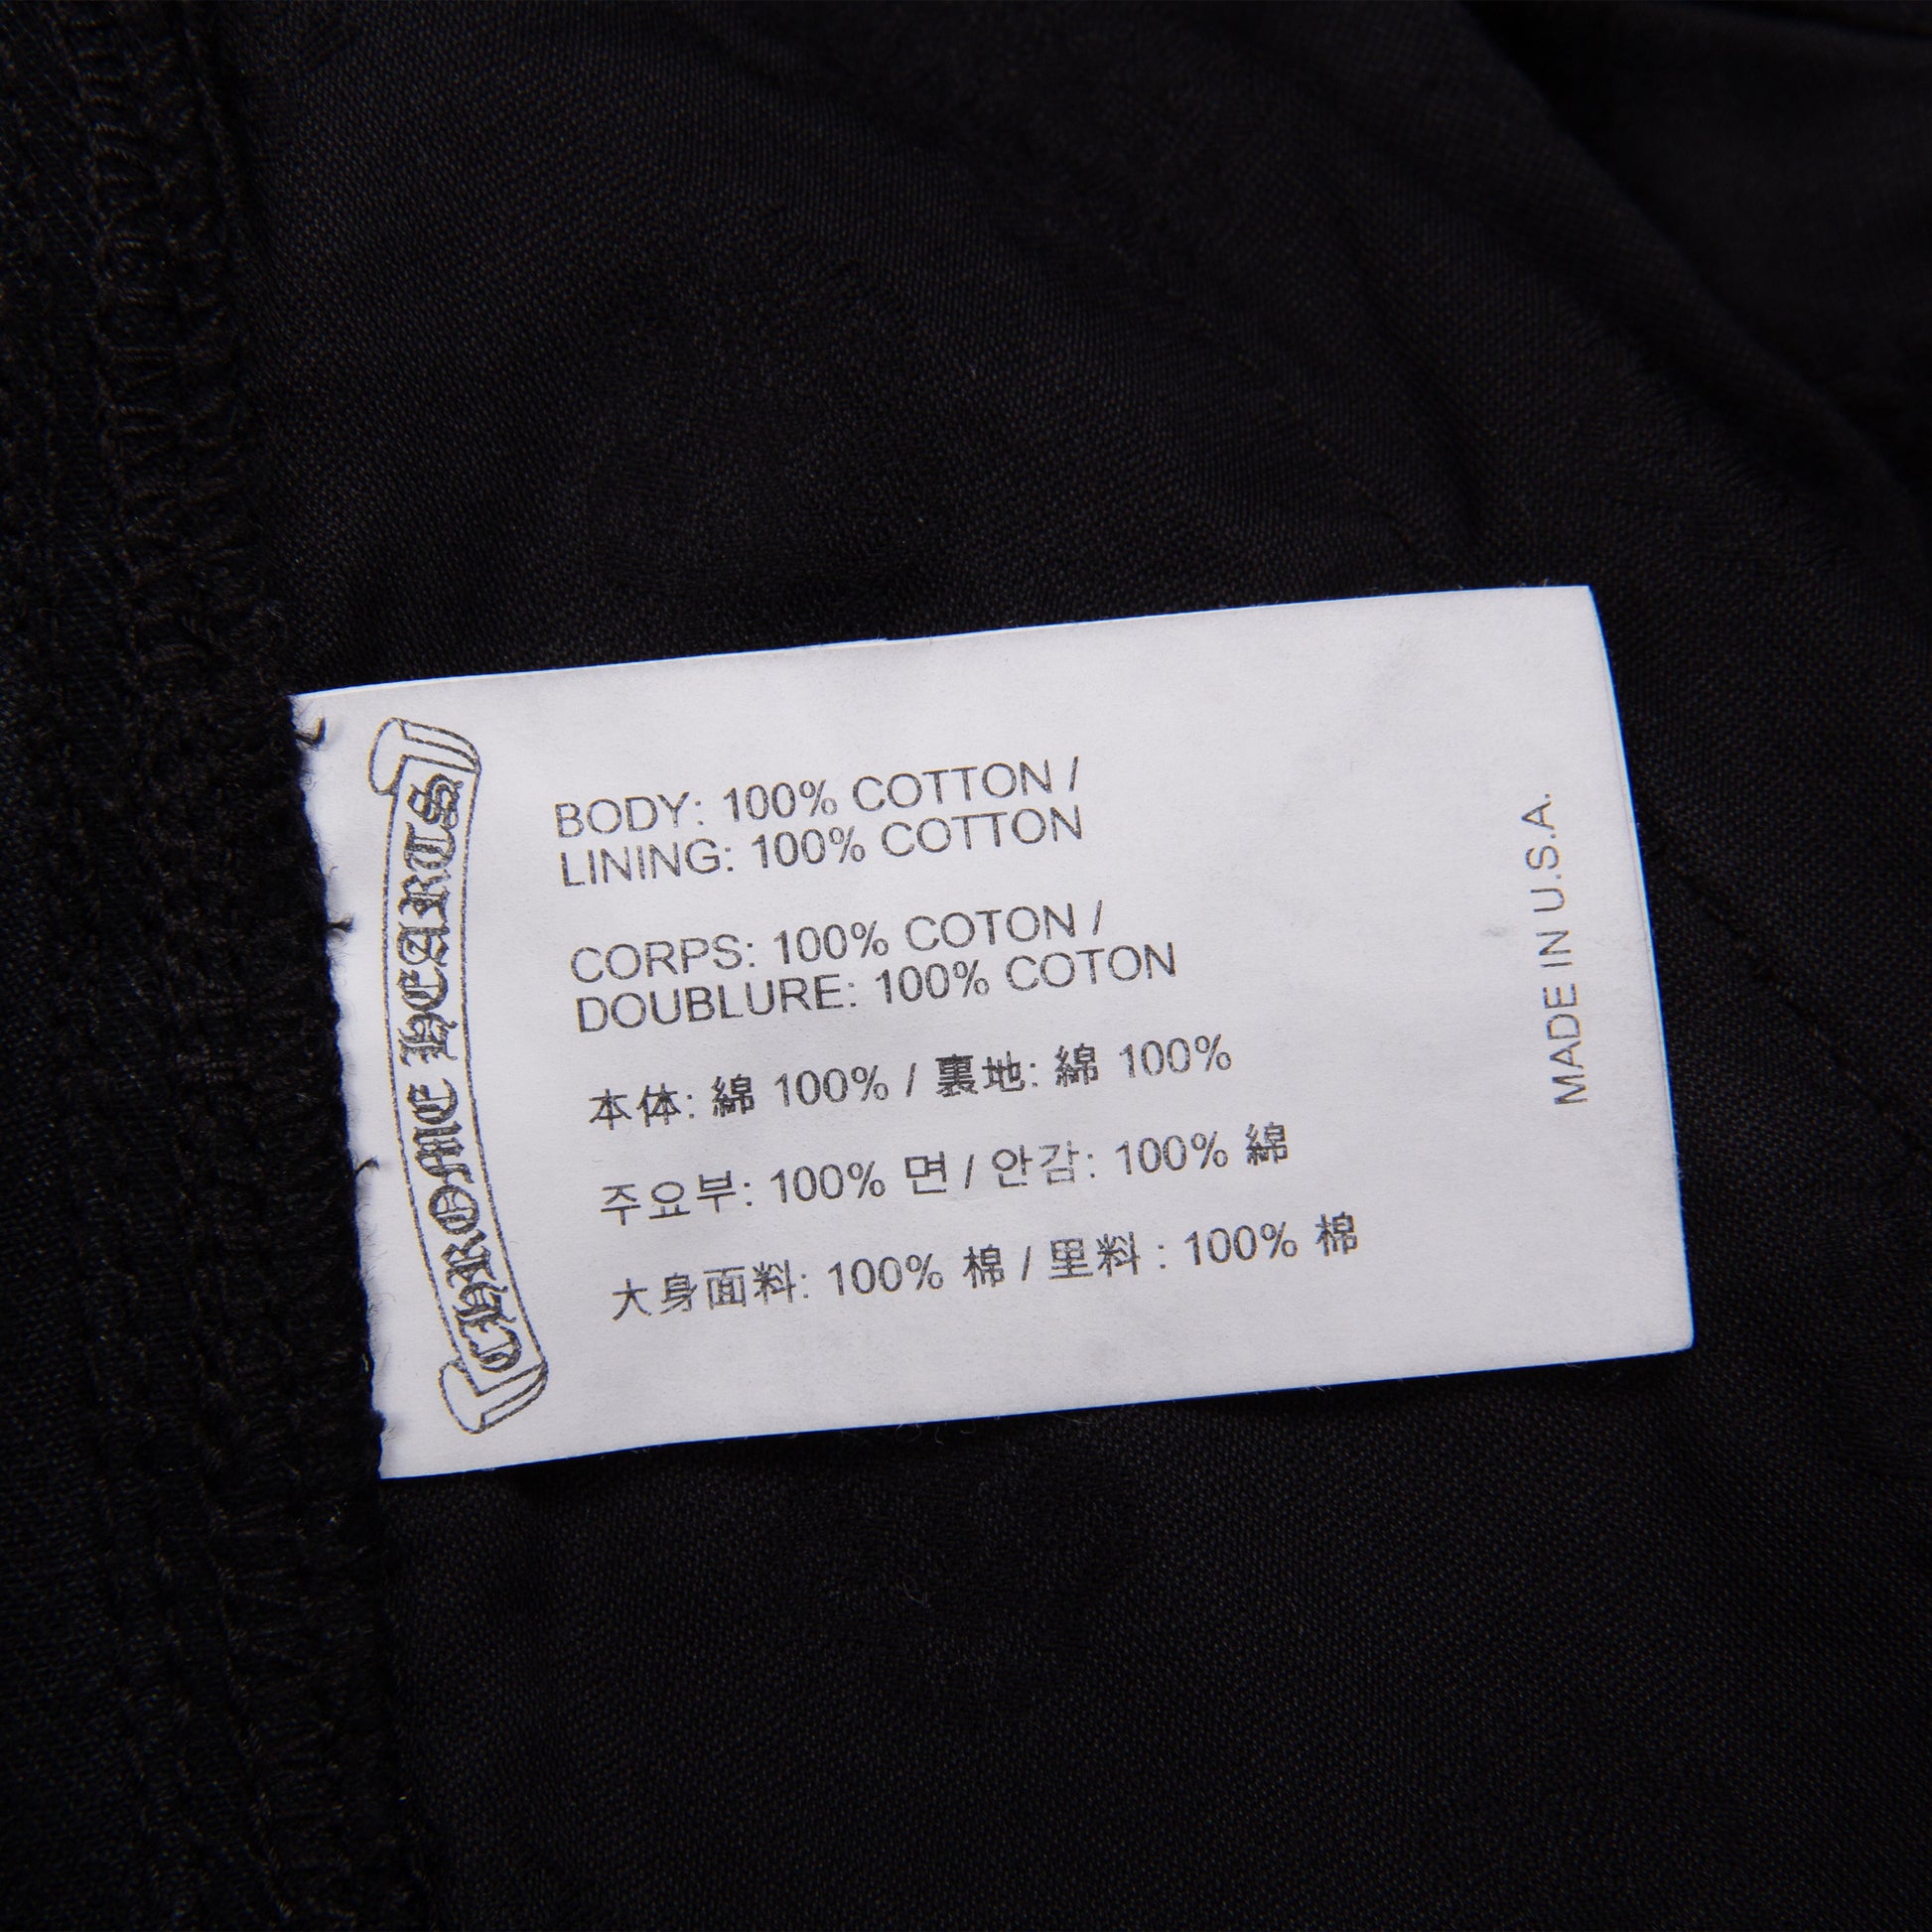 CHROME HEARTS
BODY: 100% COTTON /
LINING: 100% COTTON
CORPS: 100% COTON /
DOUBLURE: 100% COTON
本体: 綿 100% / 裏地: 綿 100%
주요부: 100% 면 / 안감: 100% 綿
大身面料: 100% 棉 / 里料 : 100% 棉
MADE IN U.S.A.